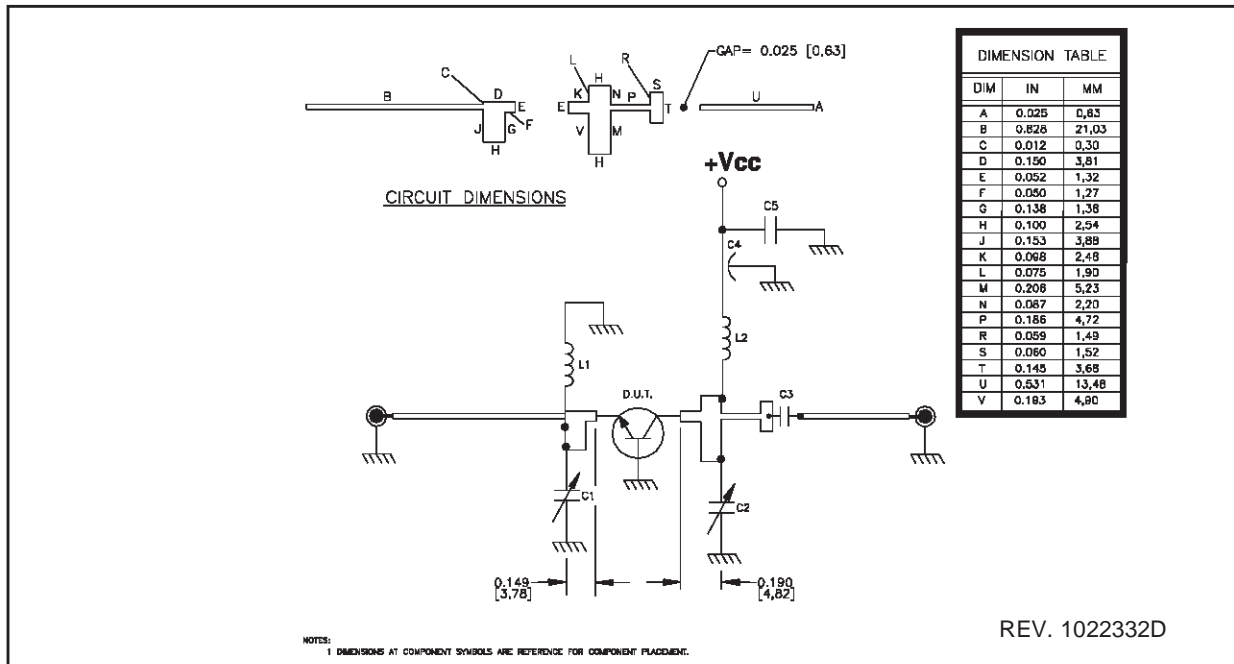 GAP= 0.025 [0,63]
C
B
D
E
F
J
G
H
L
H
K
N
E
P
V
M
H
R
S
T
U
A
CIRCUIT DIMENSIONS
+Vcc
C5
C4
L2
L1
D.U.T.
C3
C1
C2
0.149
[3,78]
0.190
[4,82]
DIMENSION TABLE
DIM IN MM
A 0.025 0,63
B 0.828 21,03
C 0.012 0,30
D 0.150 3,81
E 0.052 1,32
F 0.050 1,27
G 0.138 1,38
H 0.100 2,54
J 0.153 3,88
K 0.098 2,48
L 0.075 1,90
M 0.206 5,23
N 0.087 2,20
P 0.186 4,72
R 0.059 1,49
S 0.060 1,52
T 0.145 3,68
U 0.531 13,48
V 0.193 4,90
NOTES:
1 DIMENSIONS AT COMPONENT SYMBOLS ARE REFERENCE FOR COMPONENT PLACEMENT.
REV. 1022332D